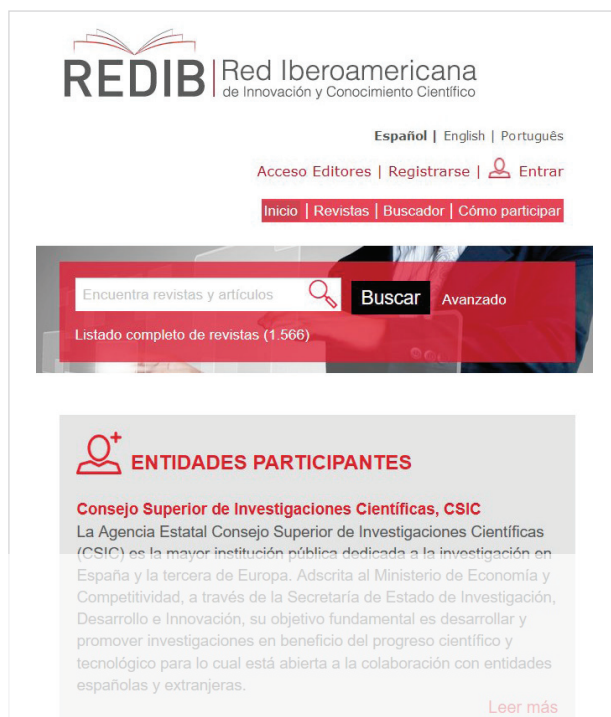 REDIB | Red Iberoamericana
de Innovación y Conocimiento Científico
Español | English | Português
Acceso Editores | Registrarse | Entrar
Inicio | Revistas | Buscador | Cómo participar
Encuentra revistas y artículos Buscar Avanzado
Listado completo de revistas (1.566)
ENTIDADES PARTICIPANTES
Consejo Superior de Investigaciones Científicas, CSIC
La Agencia Estatal Consejo Superior de Investigaciones Científicas
(CSIC) es la mayor institución pública dedicada a la investigación en
España y la tercera de Europa. Adscrita al Ministerio de Economía y
Competitividad, a través de la Secretaría de Estado de Investigación,
Desarrollo e Innovación, su objetivo fundamental es desarrollar y
promover investigaciones en beneficio del progreso científico y
tecnológico para lo cual está abierta a la colaboración con entidades
españolas y extranjeras.
Leer más